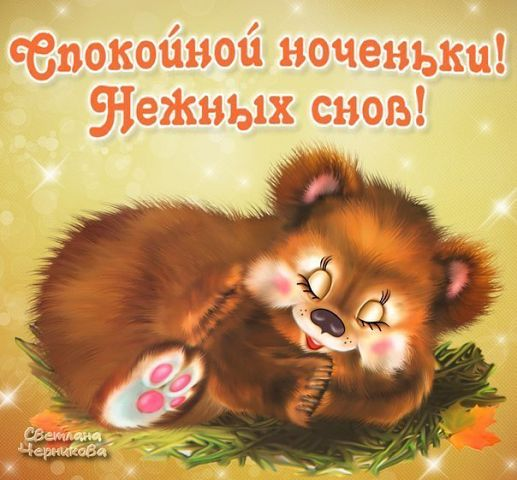 Спокойной ноченьки!
Нежных снов!
Светлана
Черникова